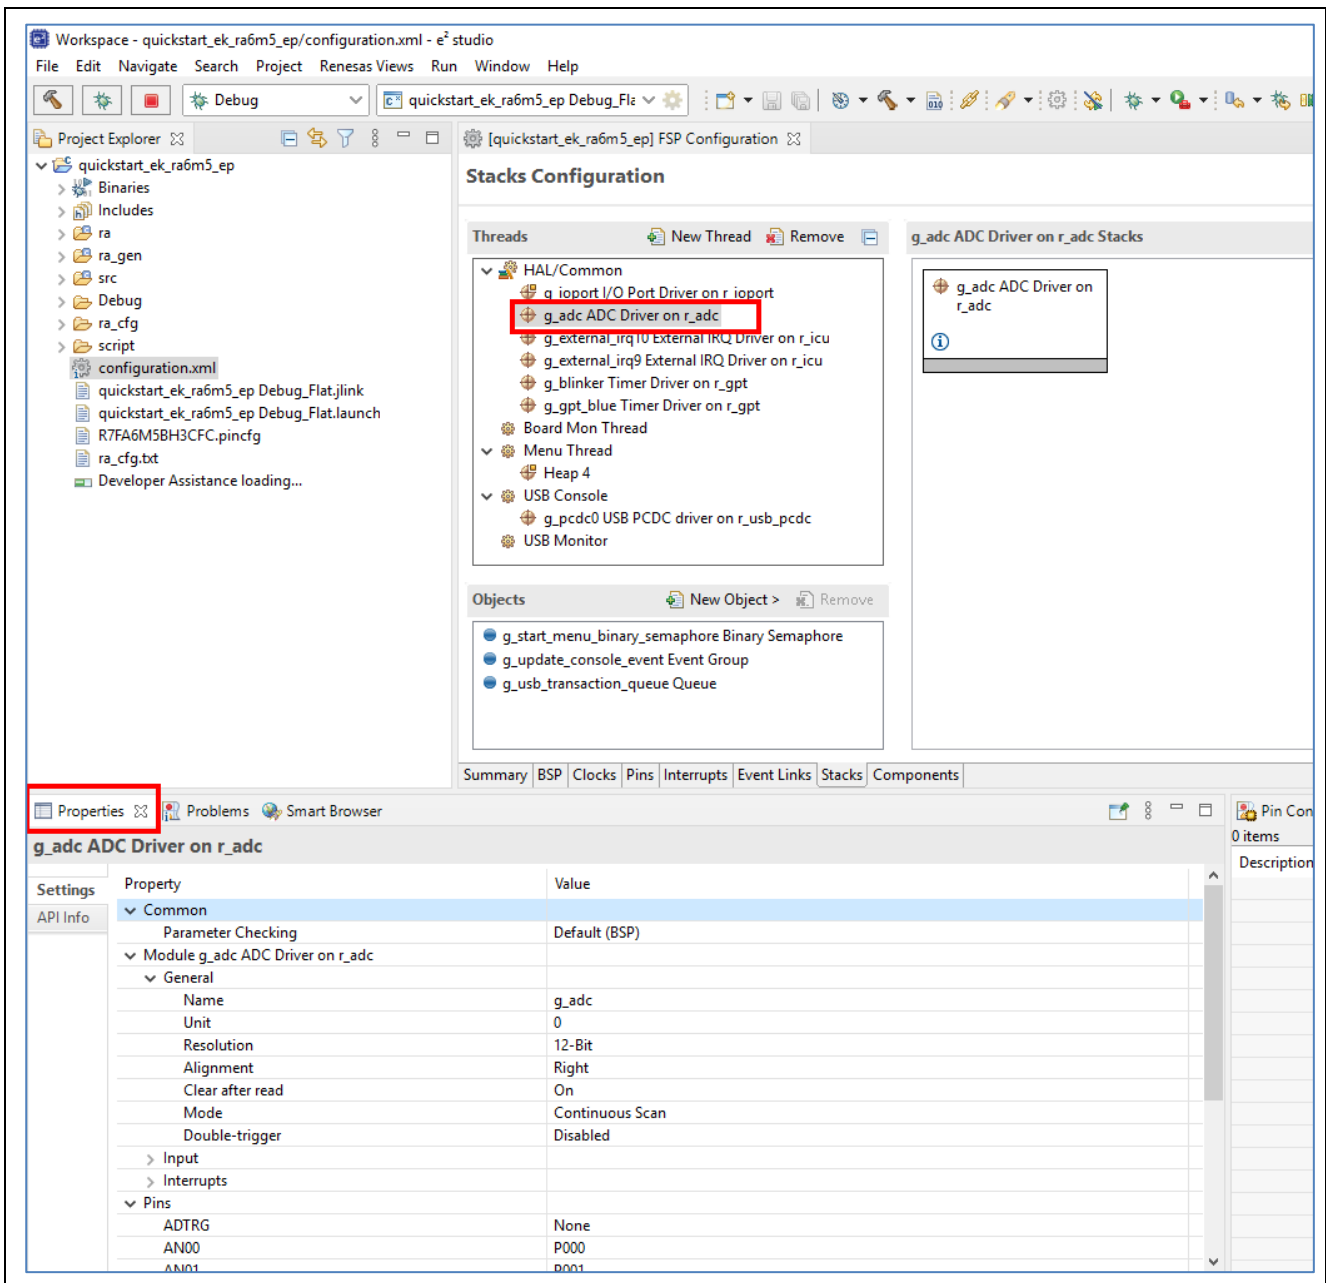 Workspace - quickstart_ek_ra6m5_ep/configuration.xml - e² studio
File Edit Navigate Search Project Renesas Views Run Window Help
Debug
quickstart_ek_ra6m5_ep Debug_Fla
Project Explorer
quickstart_ek_ra6m5_ep
Binaries
Includes
ra
ra_gen
src
Debug
ra_cfg
script
configuration.xml
quickstart_ek_ra6m5_ep Debug_Flat.jlink
quickstart_ek_ra6m5_ep Debug_Flat.launch
R7FA6M5BH3CFC.pincfg
ra_cfg.txt
Developer Assistance loading...
[quickstart_ek_ra6m5_ep] FSP Configuration
Stacks Configuration
Threads
New Thread
Remove
HAL/Common
g_ioport I/O Port Driver on r_ioport
g_adc ADC Driver on r_adc
g_external_irq10 External IRQ Driver on r_icu
g_external_irq9 External IRQ Driver on r_icu
g_blinker Timer Driver on r_gpt
g_gpt_blue Timer Driver on r_gpt
Board Mon Thread
Menu Thread
Heap 4
USB Console
g_pcdc0 USB PCDC driver on r_usb_pcdc
USB Monitor
g_adc ADC Driver on r_adc Stacks
g_adc ADC Driver on
r_adc
Objects
New Object >
Remove
g_start_menu_binary_semaphore Binary Semaphore
g_update_console_event Event Group
g_usb_transaction_queue Queue
Summary BSP Clocks Pins Interrupts Event Links Stacks Components
Properties
Problems
Smart Browser
g_adc ADC Driver on r_adc
Settings
API Info
Property Value
Common
Parameter Checking Default (BSP)
Module g_adc ADC Driver on r_adc
General
Name g_adc
Unit 0
Resolution 12-Bit
Alignment Right
Clear after read On
Mode Continuous Scan
Double-trigger Disabled
Input
Interrupts
Pins
ADTRG None
AN00 P000
AN01 P001
Pin Con
0 items
Description